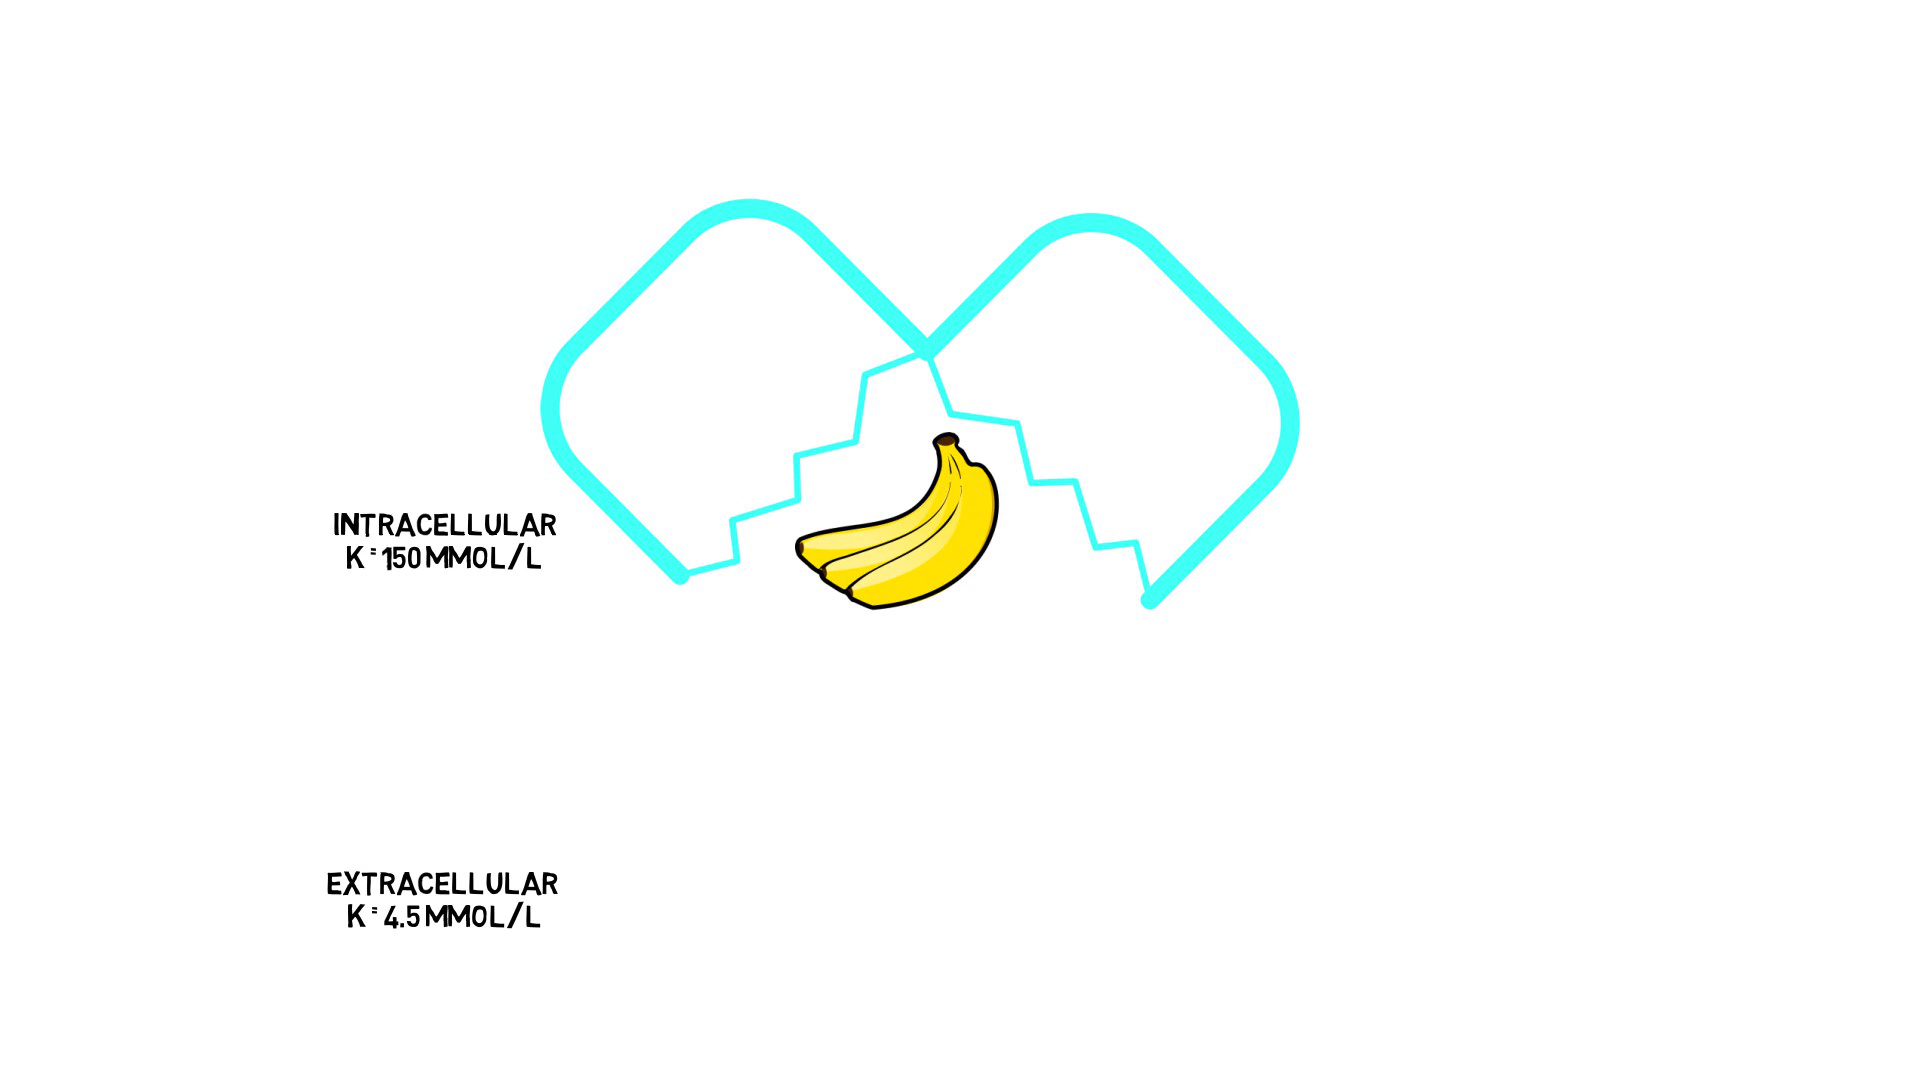 INTRACELLULAR
K = 150 MMOL/L
EXTRACELLULAR
K = 4.5 MMOL/L